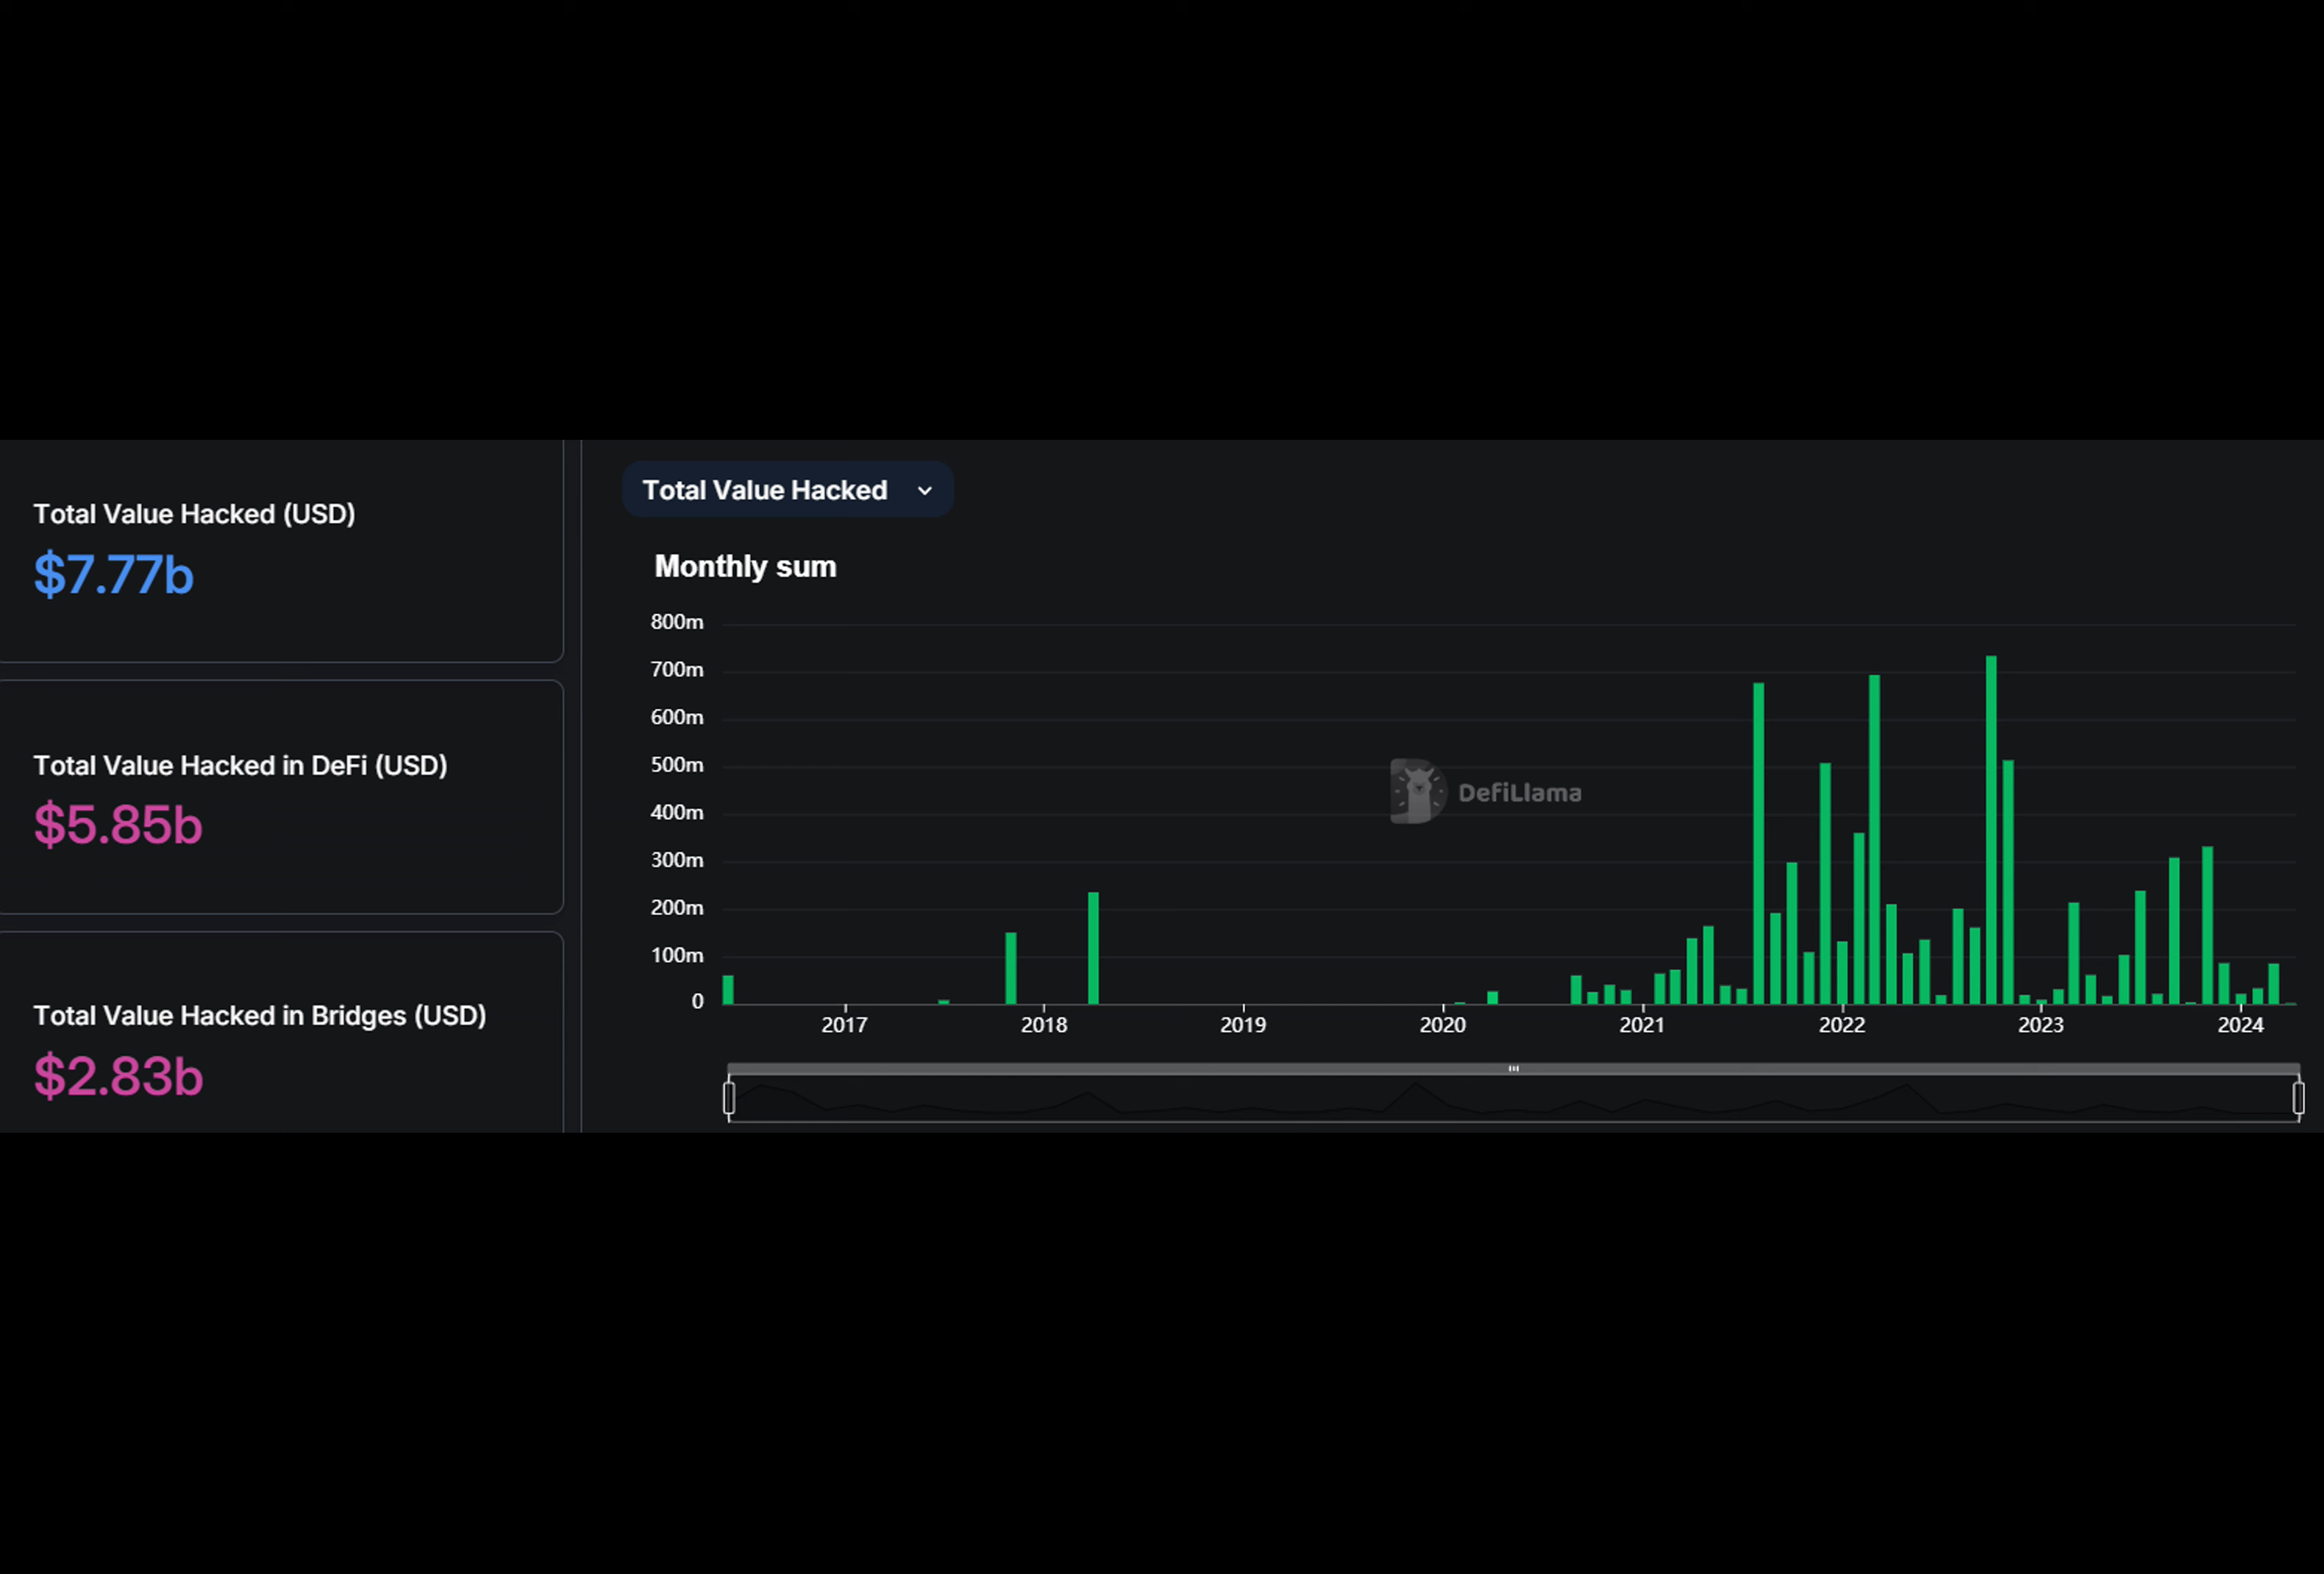 Total Value Hacked (USD)
$7.77b
Total Value Hacked in DeFi (USD)
$5.85b
Total Value Hacked in Bridges (USD)
$2.83b
Total Value Hacked
Monthly sum
800m
700m
600m
500m
400m
300m
200m
100m
0
DefiLlama
2017 2018 2019 2020 2021 2022 2023 2024